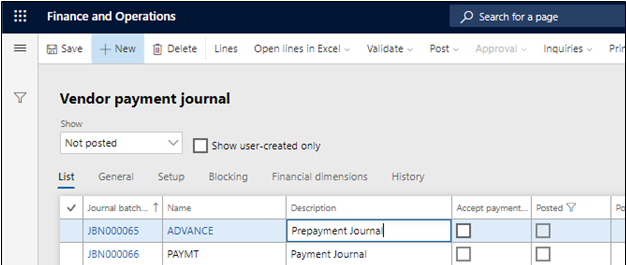 Finance and Operations Search for a page
Save New Delete Lines Open lines in Excel Validate Post Approval Inquiries Prin
Vendor payment journal
Show
Not posted Show user-created only
List General Setup Blocking Financial dimensions History
Journal batch... Name Description Accept payment... Posted Po
JBN000065 ADVANCE Prepayment Journal
JBN000066 PAYMT Payment Journal